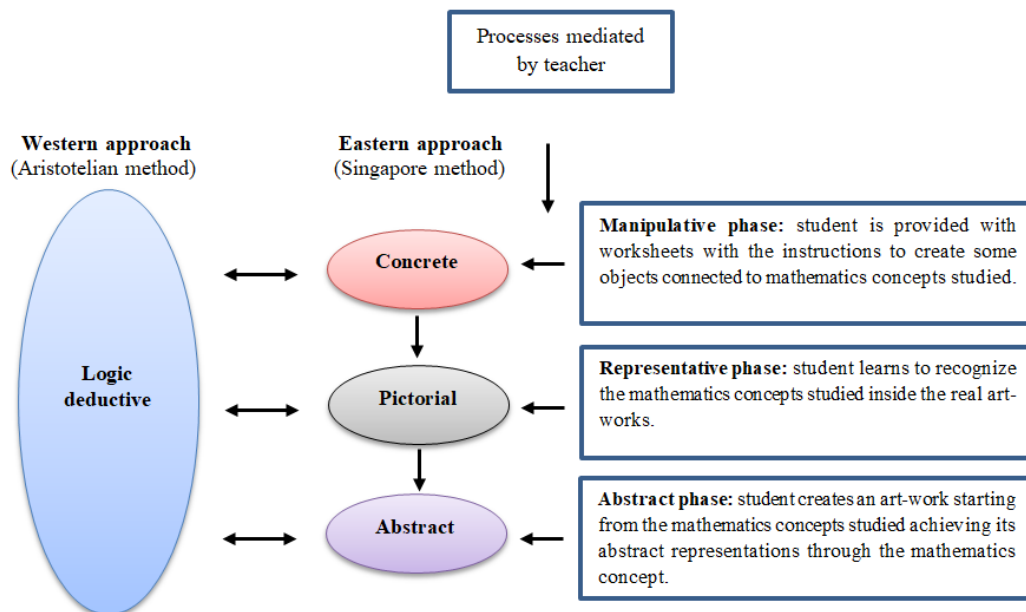 Processes mediated
by teacher
Western approach
(Aristotelian method)
Eastern approach
(Singapore method)
Logic
deductive
Concrete
Manipulative phase: student is provided with
worksheets with the instructions to create some
objects connected to mathematics concepts studied.
Pictorial
Representative phase: student learns to recognize
the mathematics concepts studied inside the real art-
works.
Abstract
Abstract phase: student creates an art-work starting
from the mathematics concepts studied achieving its
abstract representations through the mathematics
concept.